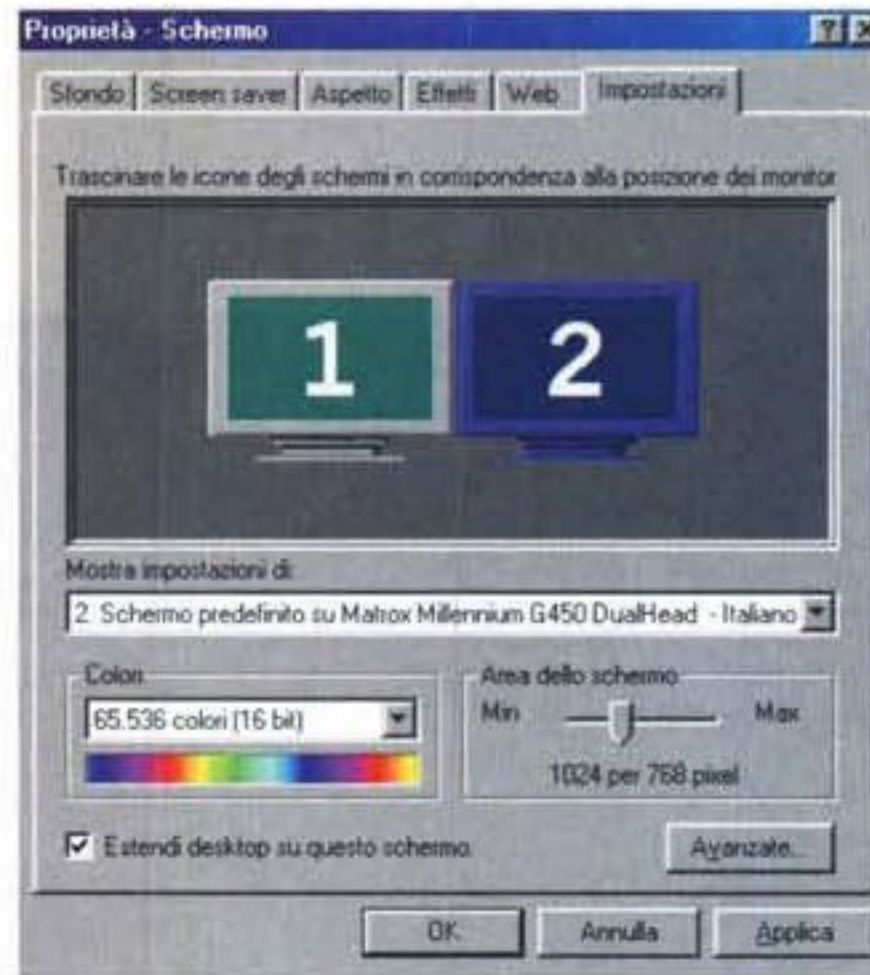 Proprietà - Schermo
Sfondo Screen saver Aspetto Effetti Web Impostazioni
Trascinare le icone degli schermi in corrispondenza alla posizione dei monitor
1 2
Mostra impostazioni di:
2. Schermo predefinito su Matrox Millennium G450 DualHead - Italiano
Colori Area dello schermo
65.536 colori (16 bit) Min Max
1024 per 768 pixel
Estendi desktop su questo schermo.
Avanzate...
OK Annulla Applica